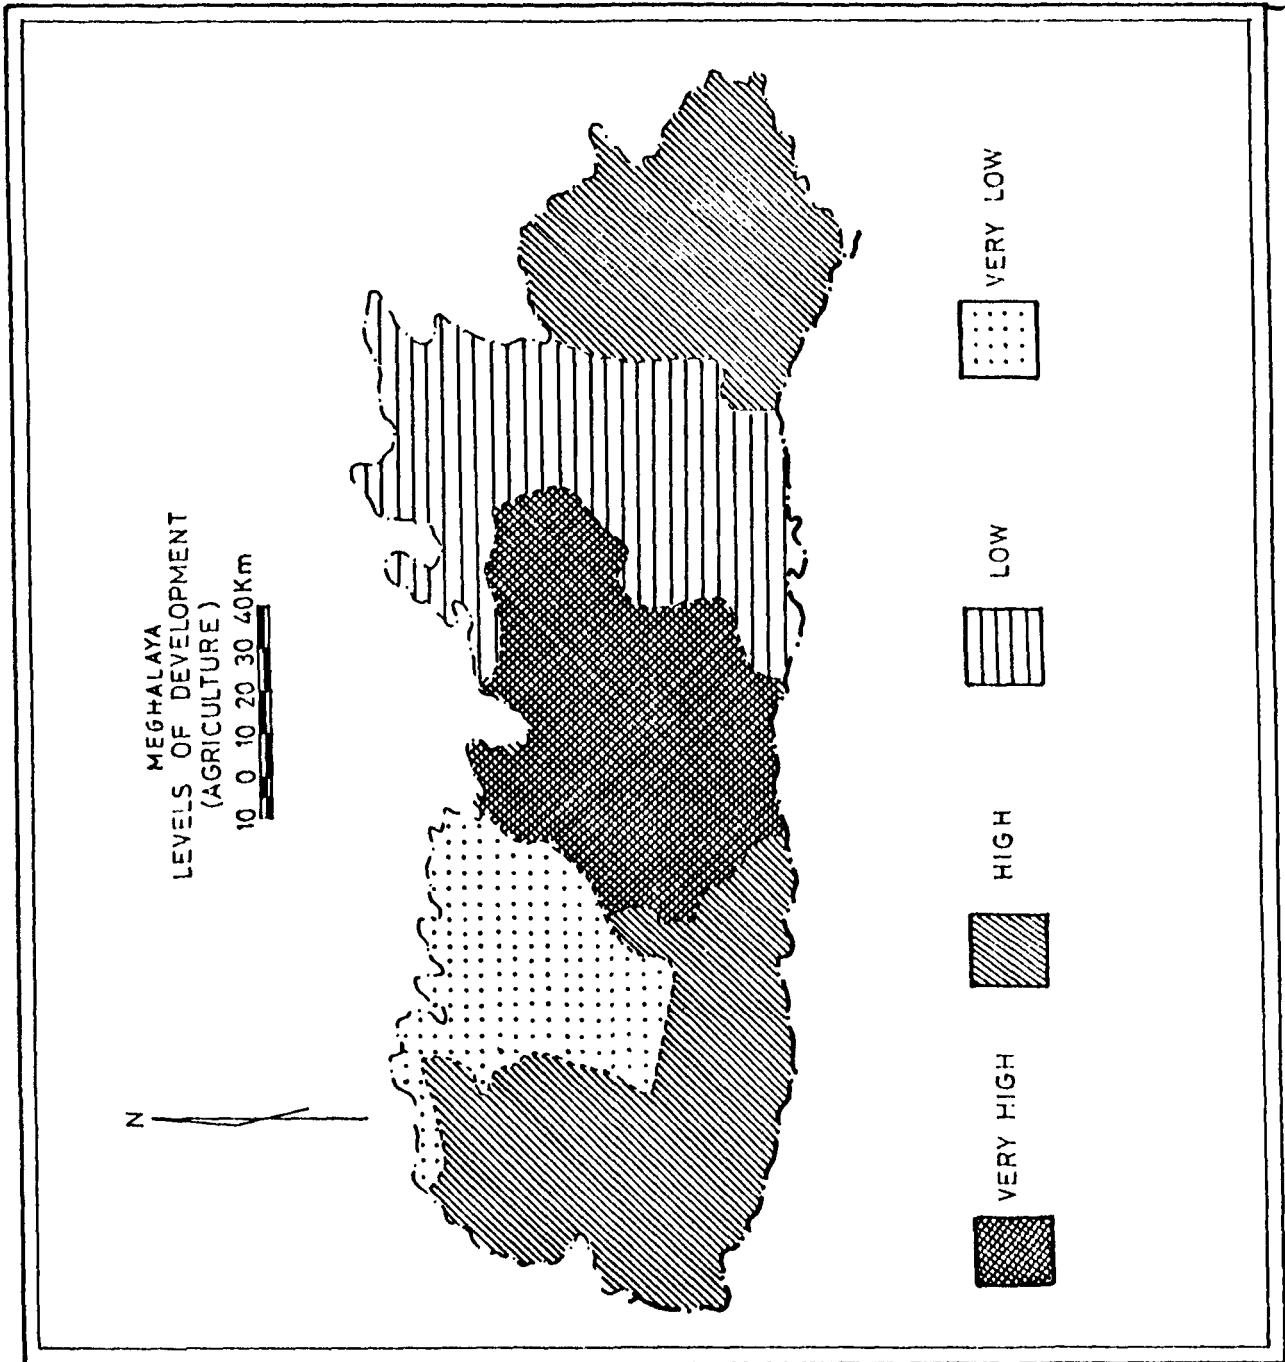 MEGHALAYA
LEVELS OF DEVELOPMENT
(AGRICULTURE)
10 0 10 20 30 40Km
N
VERY HIGH
HIGH
LOW
VERY LOW